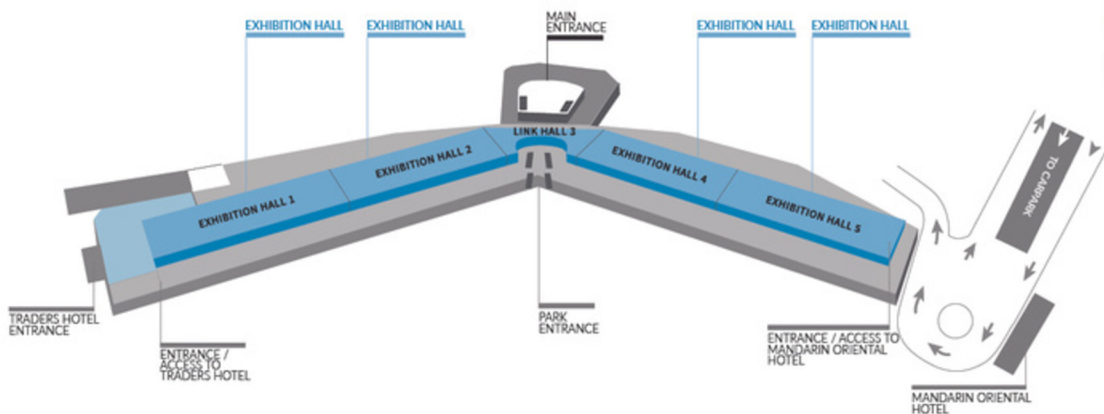 EXHIBITION HALL
EXHIBITION HALL
MAIN
ENTRANCE
EXHIBITION HALL
EXHIBITION HALL
LINK HALL 3
EXHIBITION HALL 2
EXHIBITION HALL 4
EXHIBITION HALL 1
EXHIBITION HALL 5
TO CARPARK
TRADERS HOTEL
ENTRANCE
PARK
ENTRANCE
ENTRANCE / ACCESS TO
MANDARIN ORIENTAL
HOTEL
ENTRANCE /
ACCESS TO
TRADERS HOTEL
MANDARIN ORIENTAL
HOTEL